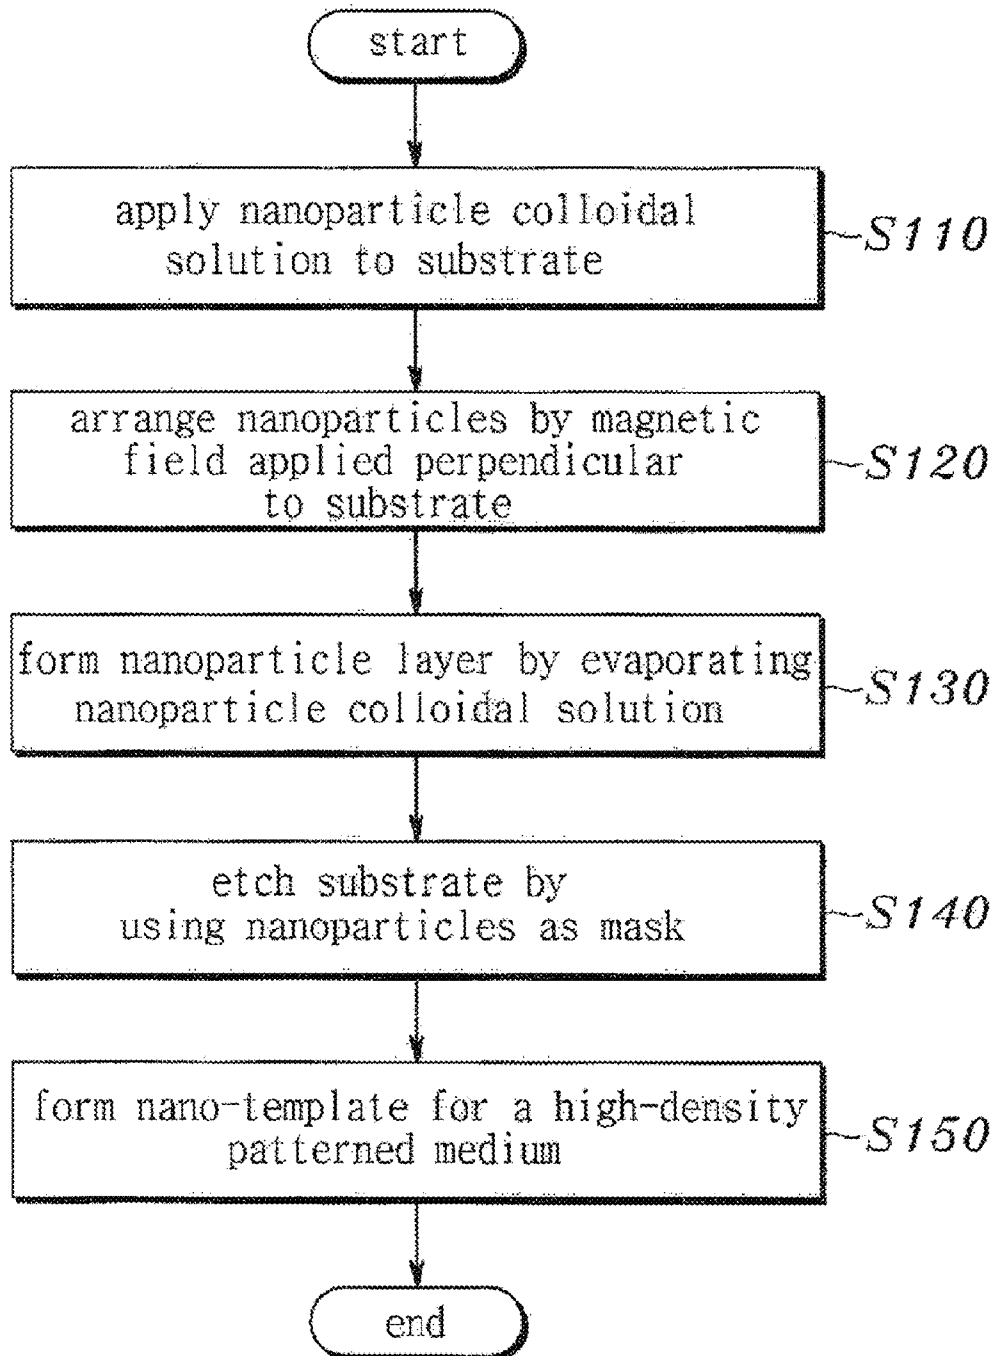 start
apply nanoparticle colloidal
solution to substrate
S110
arrange nanoparticles by magnetic
field applied perpendicular
to substrate
S120
form nanoparticle layer by evaporating
nanoparticle colloidal solution
S130
etch substrate by
using nanoparticles as mask
S140
form nano-template for a high-density
patterned medium
S150
end